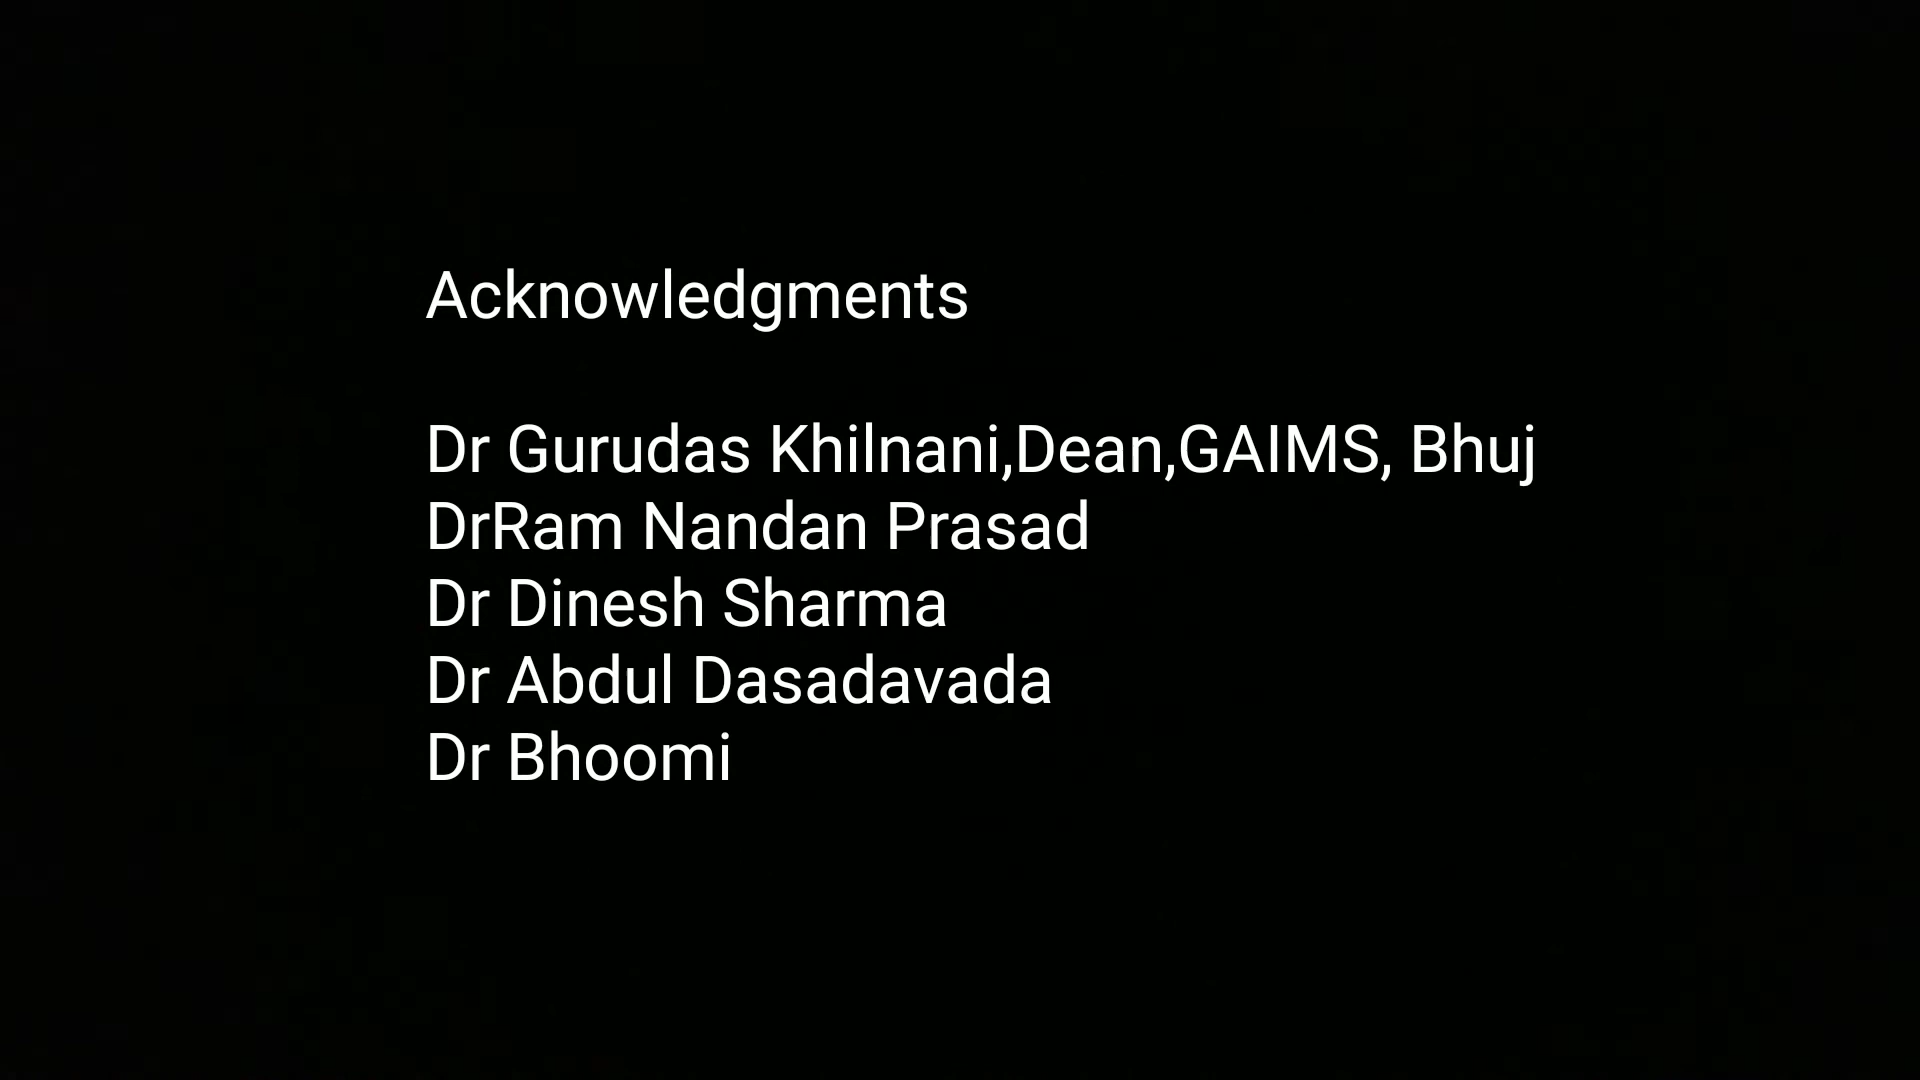 Acknowledgments
Dr Gurudas Khilnani,Dean,GAIMS, Bhuj
DrRam Nandan Prasad
Dr Dinesh Sharma
Dr Abdul Dasadavada
Dr Bhoomi